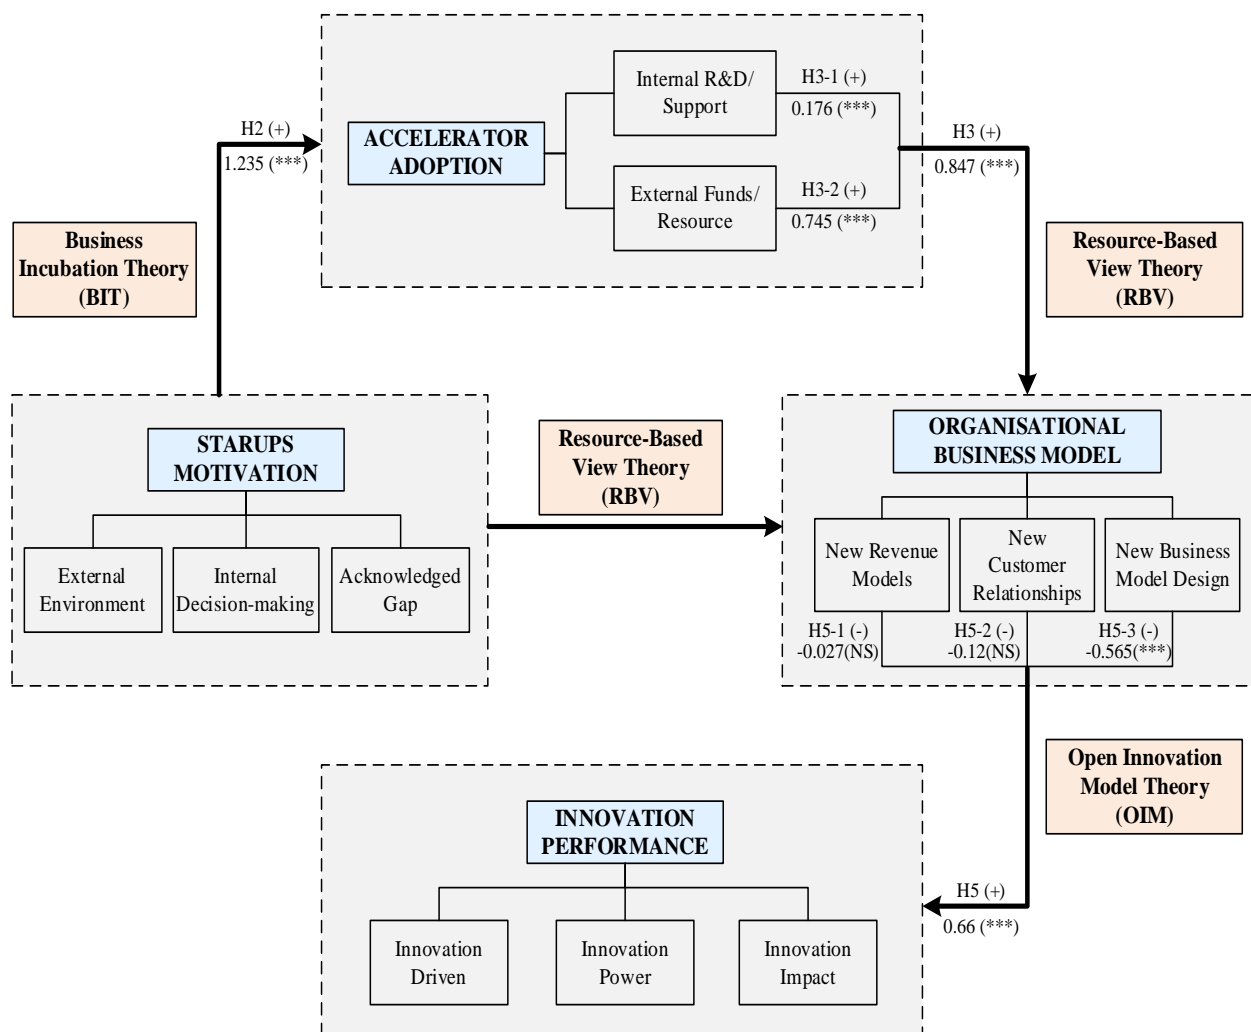 Internal R&D/
Support
H3-1 (+)
0.176 (***)
H2 (+)
1.235 (***)
ACCELERATOR
ADOPTION
H3 (+)
0.847 (***)
External Funds/
Resource
H3-2 (+)
0.745 (***)
Business
Incubation Theory
(BIT)
Resource-Based
View Theory
(RBV)
STARUPS
MOTIVATION
External
Environment
Internal
Decision-making
Acknowledged
Gap
Resource-Based
View Theory
(RBV)
ORGANISATIONAL
BUSINESS MODEL
New Revenue
Models
New
Customer
Relationships
New Business
Model Design
H5-1 (-)
-0.027(NS)
H5-2 (-)
-0.12(NS)
H5-3 (-)
-0.565(***)
Open Innovation
Model Theory
(OIM)
INNOVATION
PERFORMANCE
H5 (+)
0.66 (***)
Innovation
Driven
Innovation
Power
Innovation
Impact